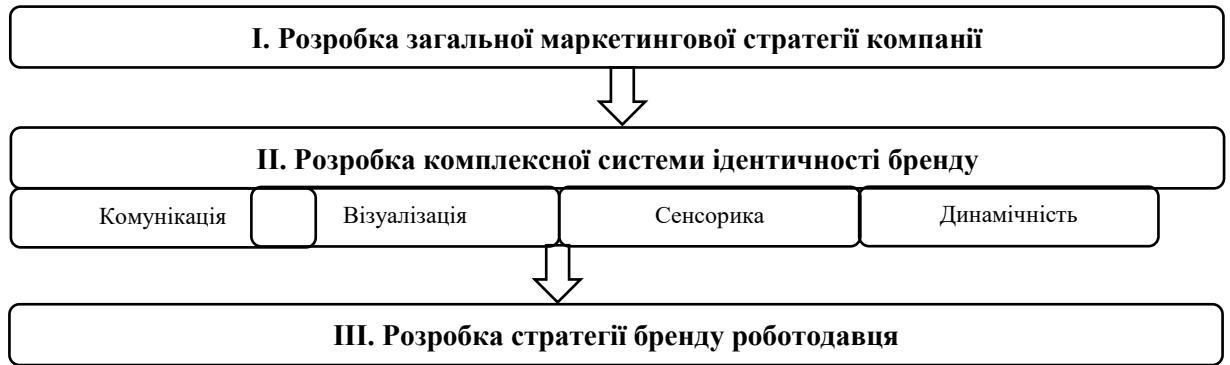 I. Розробка загальної маркетингової стратегії компанії
II. Розробка комплексної системи ідентичності бренду
Комунікація Візуалізація Сенсорика Динамічність
III. Розробка стратегії бренду роботодавця